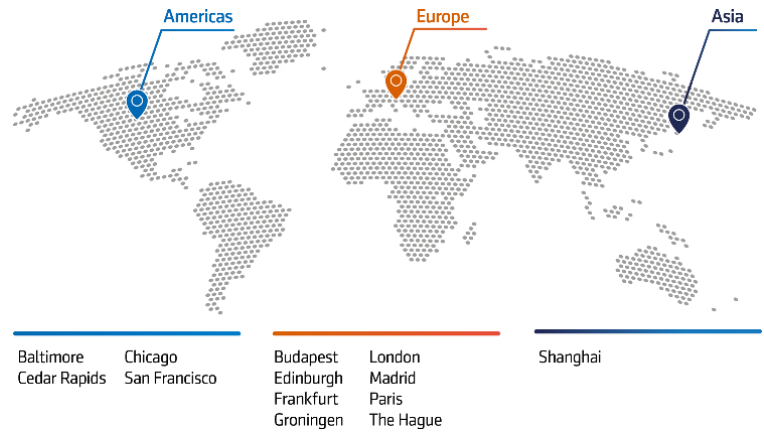 Americas
Europe
Asia
Baltimore
Chicago
Cedar Rapids
San Francisco
Budapest
London
Edinburgh
Madrid
Frankfurt
Paris
Groningen
The Hague
Shanghai